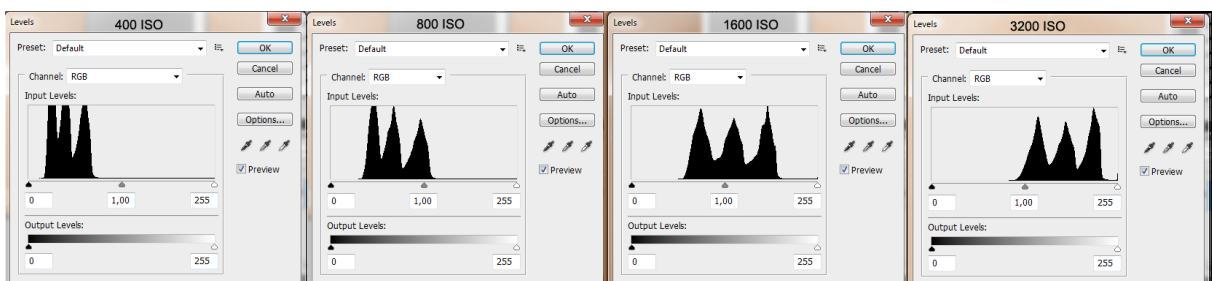 Levels 400 ISO
Preset: Default OK
Cancel
Channel: RGB
Input Levels: Auto
Options...
Preview
0 1,00 255
Output Levels:
0 255
Levels 800 ISO
Preset: Default OK
Cancel
Channel: RGB
Input Levels: Auto
Options...
Preview
0 1,00 255
Output Levels:
0 255
Levels 1600 ISO
Preset: Default OK
Cancel
Channel: RGB
Input Levels: Auto
Options...
Preview
0 1,00 255
Output Levels:
0 255
Levels 3200 ISO
Preset: Default OK
Cancel
Channel: RGB
Input Levels: Auto
Options...
Preview
0 1,00 255
Output Levels:
0 255